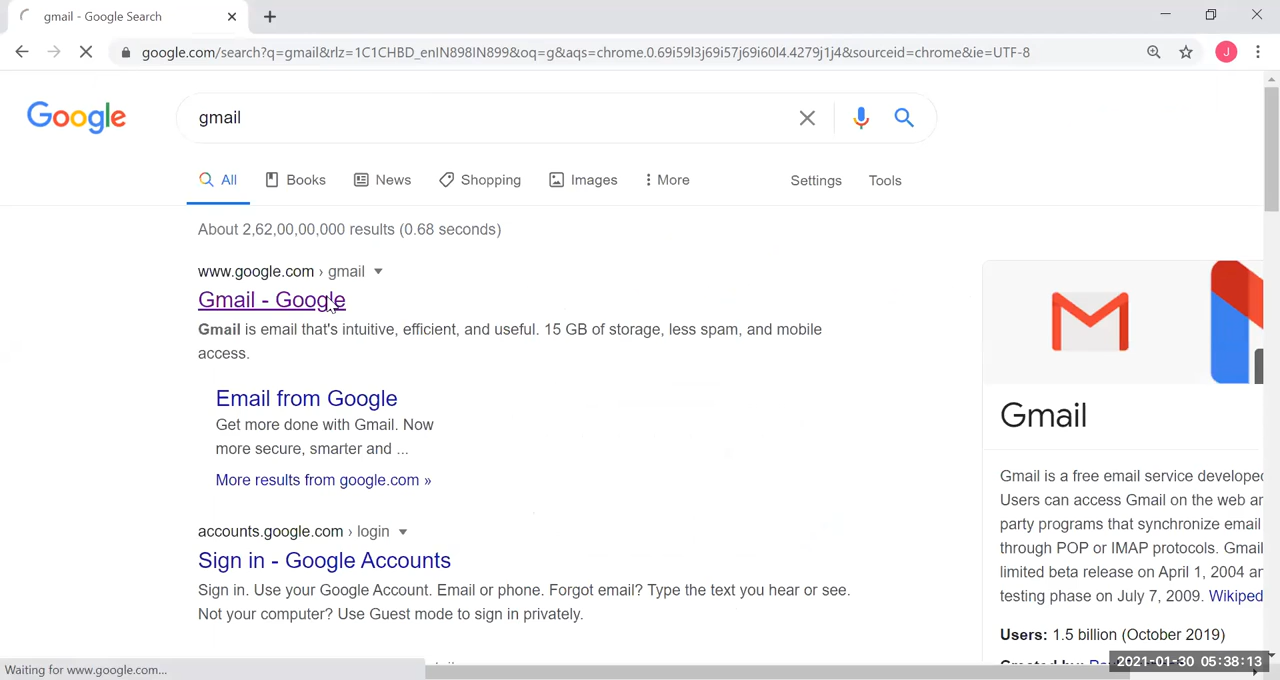 gmail - Google Search
google.com/search?q=gmail&rlz=1C1CHBD_enIN898IN899&oq=g&aqs=chrome.0.69i59l3j69i57j69i60l4.4279j1j4&sourceid=chrome&ie=UTF-8
J
Google
gmail
All
Books
News
Shopping
Images
More
Settings
Tools
About 2,62,00,00,000 results (0.68 seconds)
www.google.com › gmail
Gmail - Google
Gmail is email that's intuitive, efficient, and useful. 15 GB of storage, less spam, and mobile
access.
Email from Google
Get more done with Gmail. Now
more secure, smarter and ...
More results from google.com »
accounts.google.com › login
Sign in - Google Accounts
Sign in. Use your Google Account. Email or phone. Forgot email? Type the text you hear or see.
Not your computer? Use Guest mode to sign in privately.
Gmail
Gmail is a free email service
Users can access Gmail on the web
party programs that synchronize email
through POP or IMAP protocols. Gmail
limited beta release on April 1, 2004
testing phase on July 7, 2009.
Users: 1.5 billion (October 2019)
Waiting for www.google.com...
2021-01-30 05:38:13